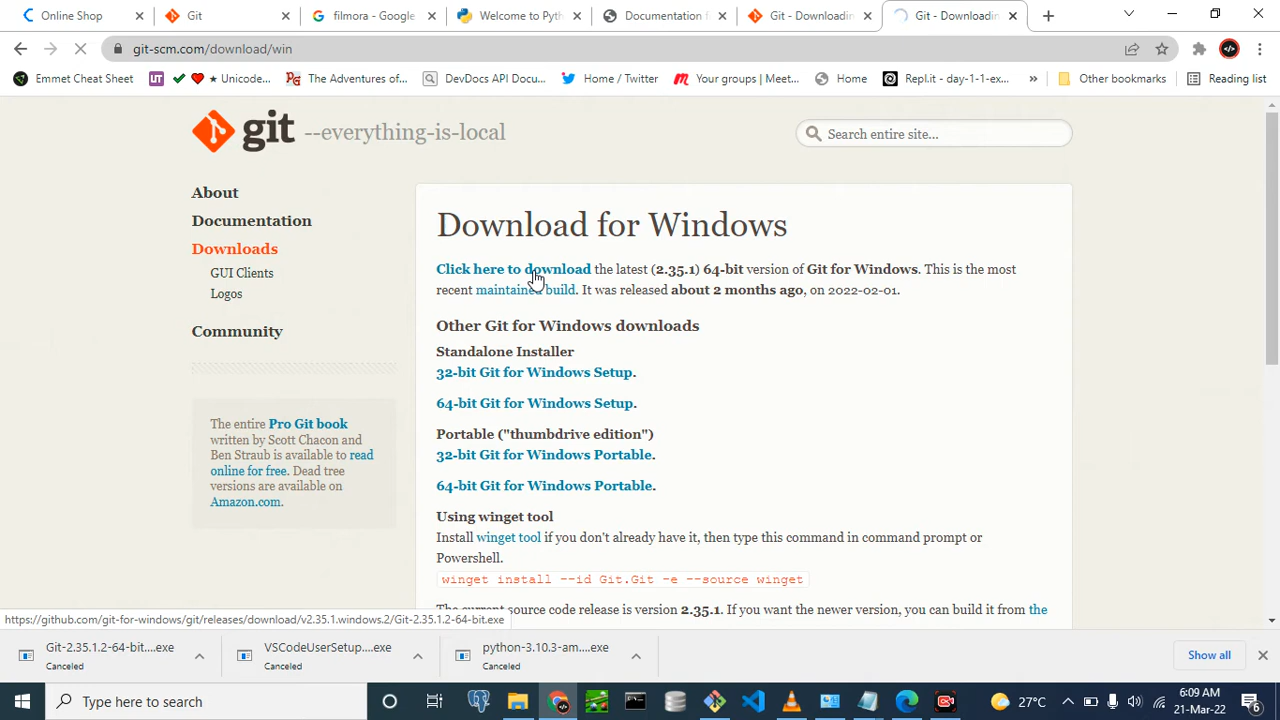 Online Shop
Git
filmora - Google
Welcome to Pyth
Documentation f
Git - Downloadin
Git - Downloadin
git-scm.com/download/win
Emmet Cheat Sheet
UT
★ Unicode...
Pg
The Adventures of...
DevDocs API Docu...
Home / Twitter
Your groups | Meet...
Home
Repl.it - day-1-1-ex...
»
Other bookmarks
Reading list
git --everything-is-local
Search entire site...
About
Documentation
Downloads
GUI Clients
Logos
Community
The entire Pro Git book
written by Scott Chacon and
Ben Straub is available to read
online for free. Dead tree
versions are available on
Amazon.com.
Download for Windows
Click here to download the latest (2.35.1) 64-bit version of Git for Windows. This is the most
recent maintained build. It was released about 2 months ago, on 2022-02-01.
Other Git for Windows downloads
Standalone Installer
32-bit Git for Windows Setup.
64-bit Git for Windows Setup.
Portable ("thumbdrive edition")
32-bit Git for Windows Portable.
64-bit Git for Windows Portable.
Using winget tool
Install winget tool if you don't already have it, then type this command in command prompt or
Powershell.
winget install --id Git.Git -e --source winget
The current source code release is version 2.35.1. If you want the newer version, you can build it from the
https://github.com/git-for-windows/git/releases/download/v2.35.1.windows.2/Git-2.35.1.2-64-bit.exe
Git-2.35.1.2-64-bit....exe
Canceled
VSCodeUserSetup....exe
Canceled
python-3.10.3-am....exe
Canceled
Show all
Type here to search
27°C
6:09 AM
21-Mar-22
6